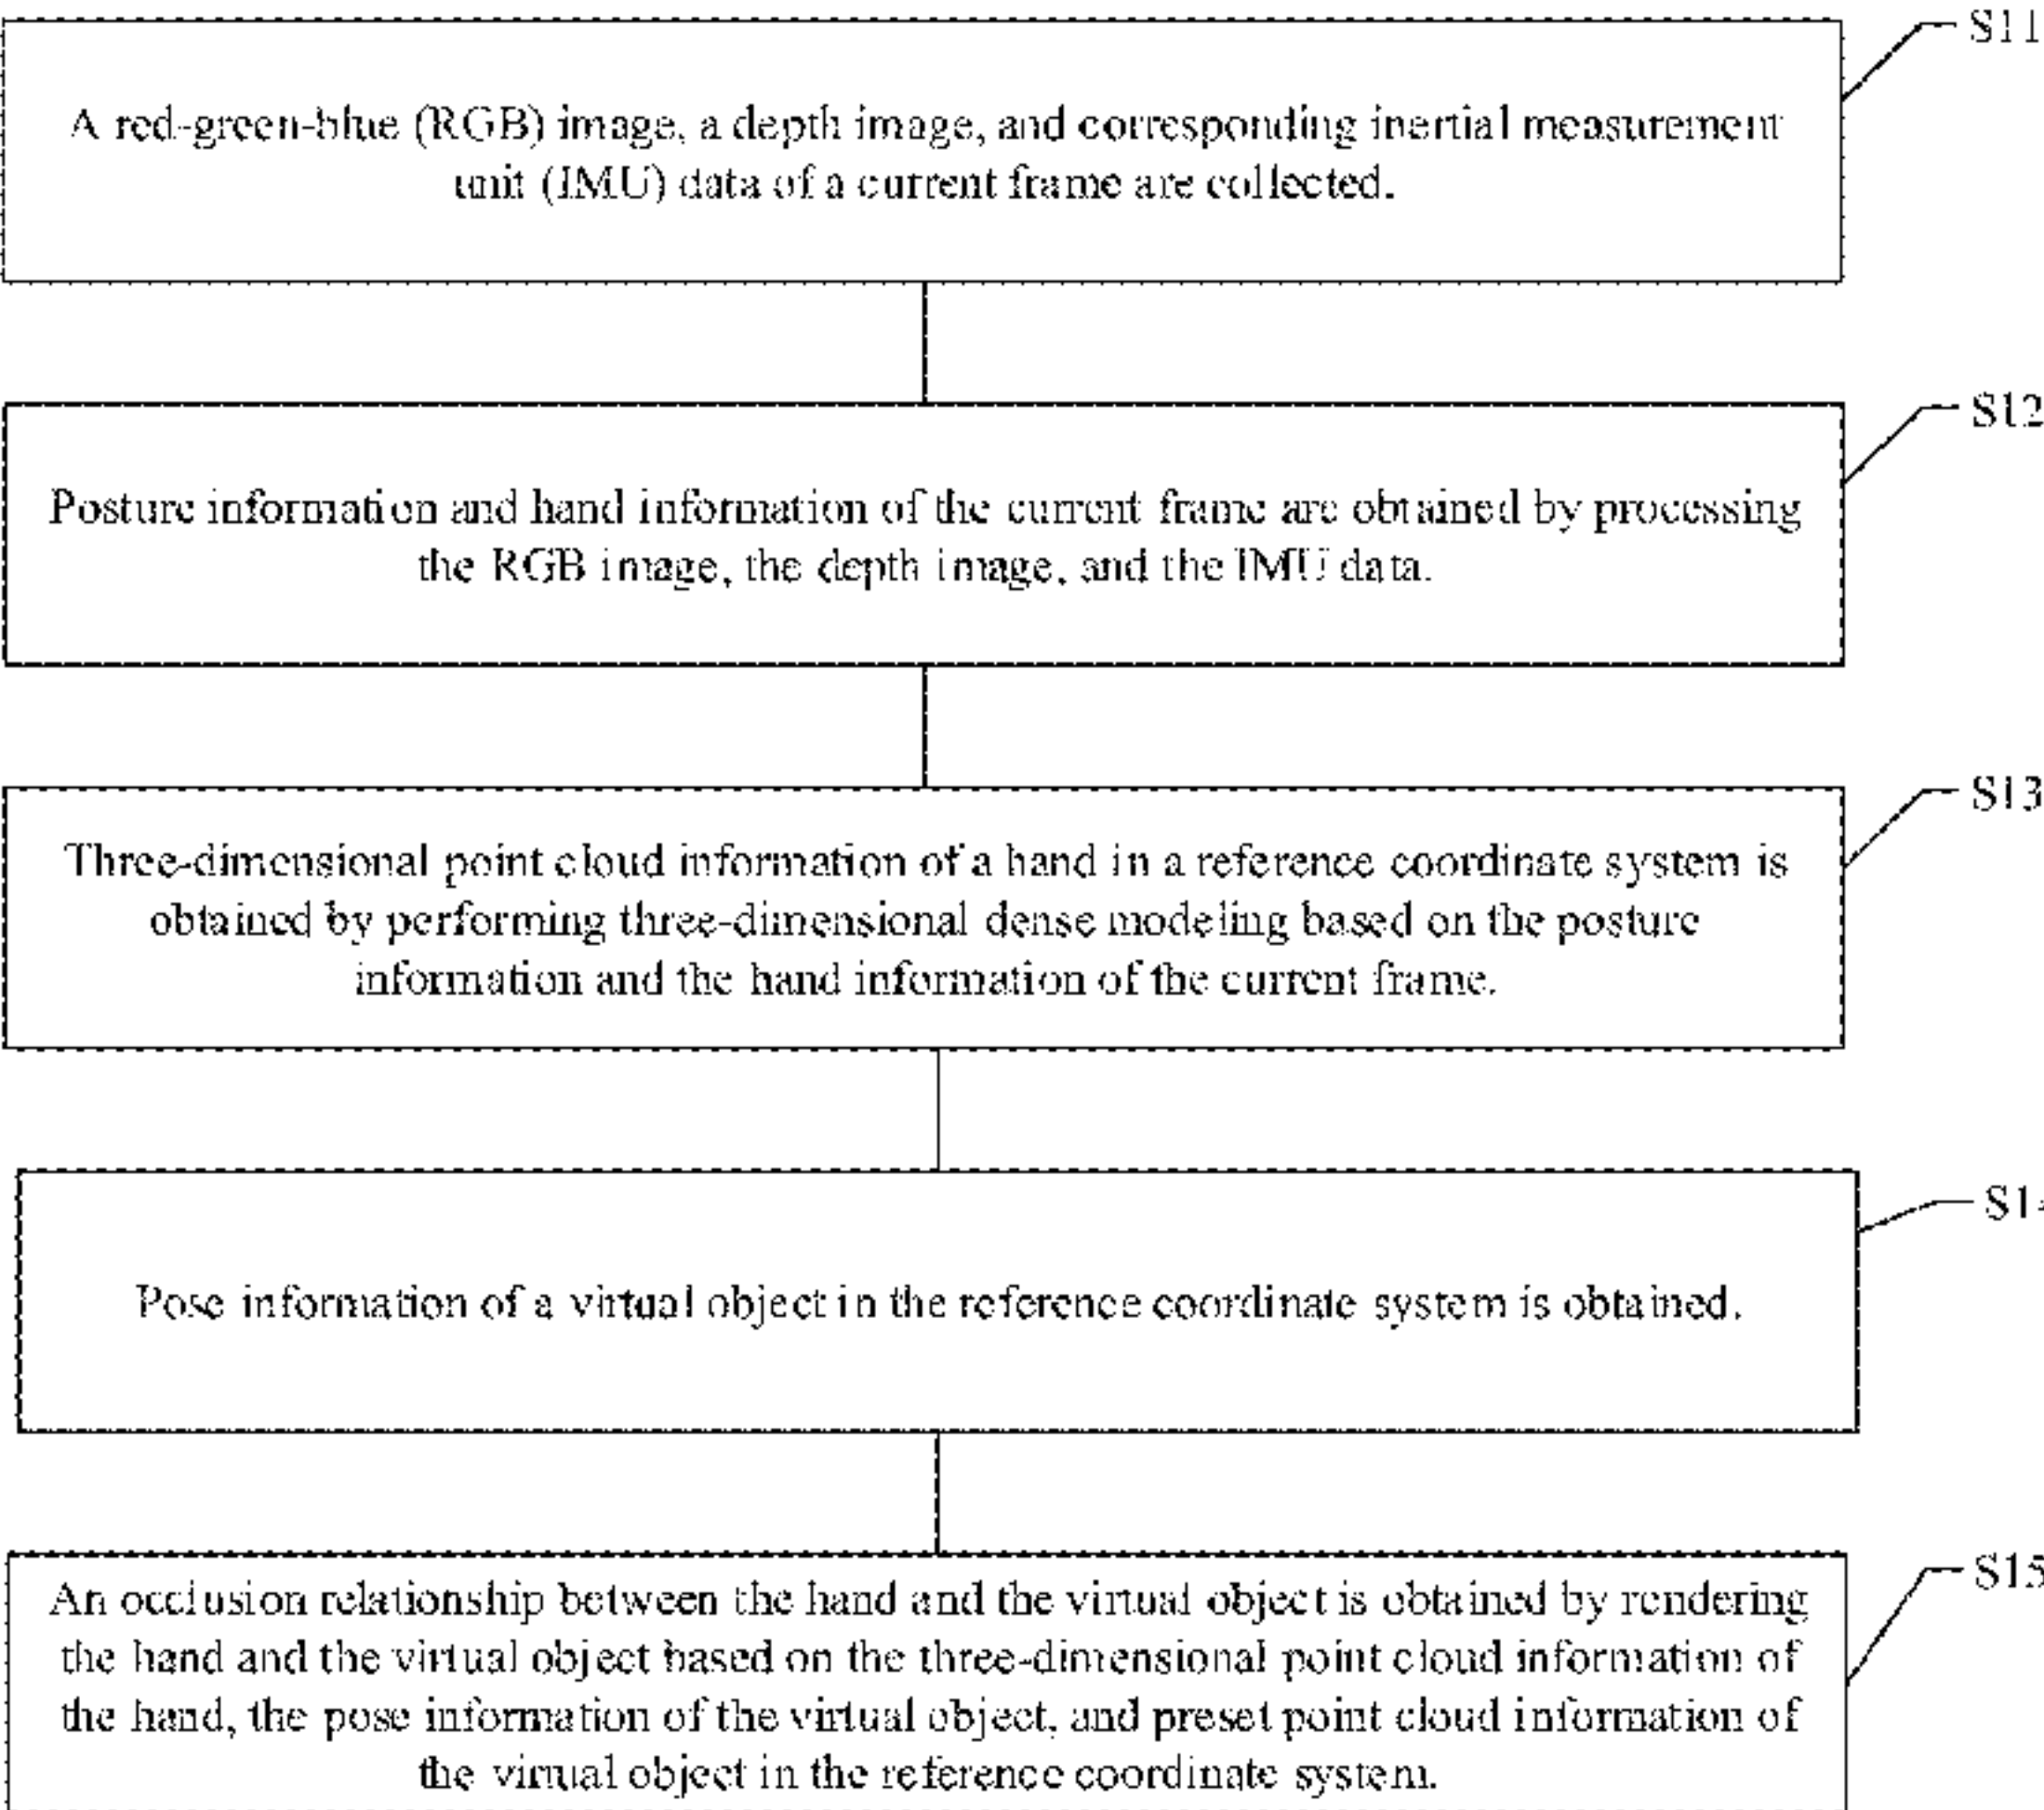 S11
A red-green-blue (RGB) image, a depth image, and corresponding inertial measurement
unit (IMU) data of a current frame are collected.
S12
Posture information and hand information of the current frame are obtained by processing
the RGB image, the depth image, and the IMU data.
S13
Three-dimensional point cloud information of a hand in a reference coordinate system is
obtained by performing three-dimensional dense modeling based on the posture
information and the hand information of the current frame.
S14
Pose information of a virtual object in the reference coordinate system is obtained.
S15
An occlusion relationship between the hand and the virtual object is obtained by rendering
the hand and the virtual object based on the three-dimensional point cloud information of
the hand, the pose information of the virtual object, and preset point cloud information of
the virtual object in the reference coordinate system.